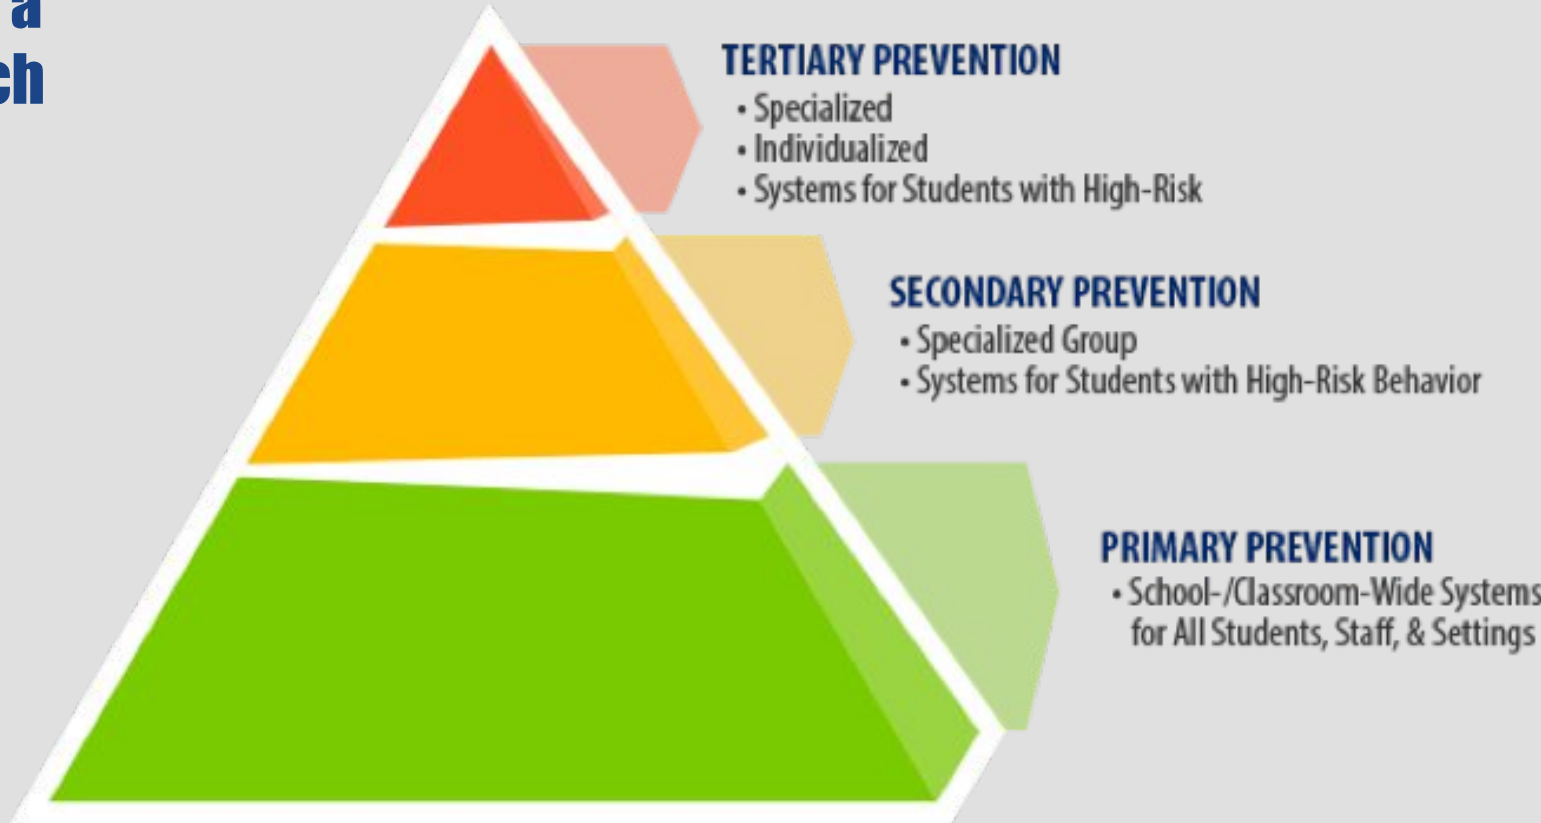 a
ch
TERTIARY PREVENTION
• Specialized
• Individualized
• Systems for Students with High-Risk
SECONDARY PREVENTION
• Specialized Group
• Systems for Students with High-Risk Behavior
PRIMARY PREVENTION
• School-/Classroom-Wide Systems
for All Students, Staff, & Settings